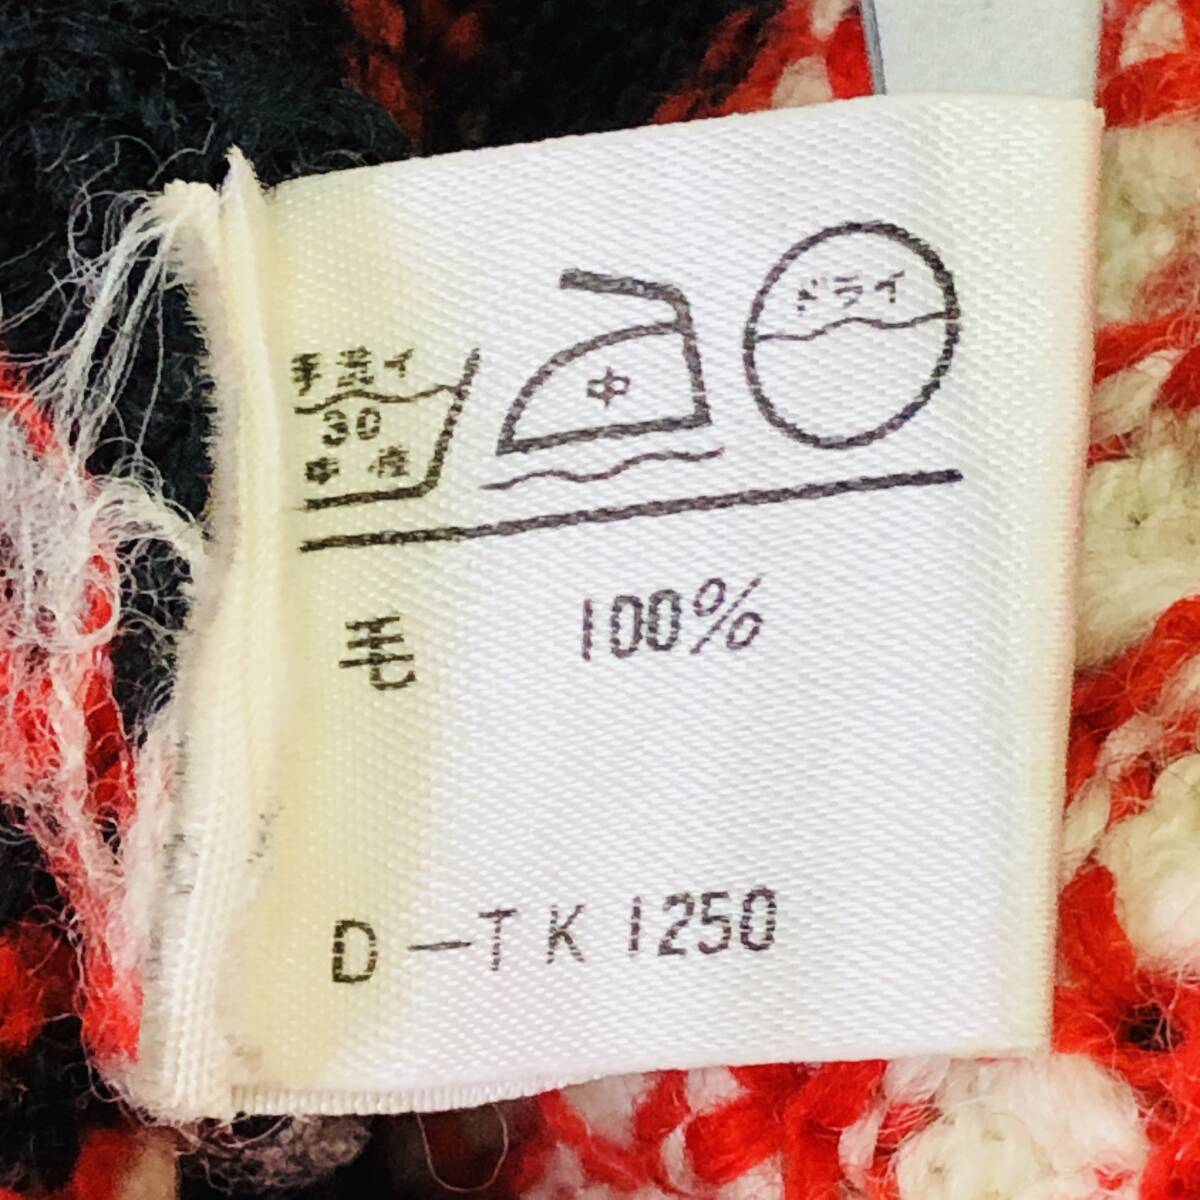 手洗イ
30
中性
中
ドライ
毛 100%
D-TK1250